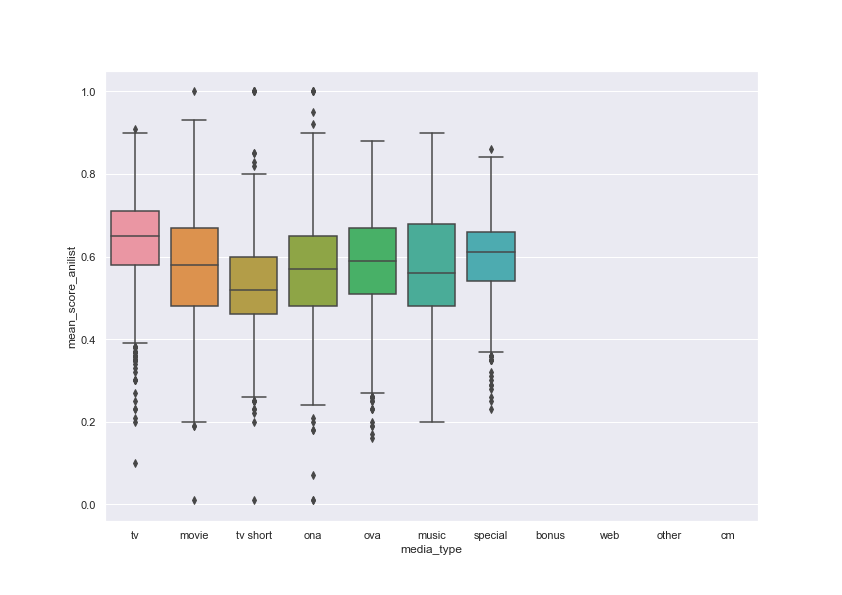 mean_score_anilist
1.0
0.8
0.6
0.4
0.2
0.0
tv movie tv short ona ova music special bonus web other cm
media_type